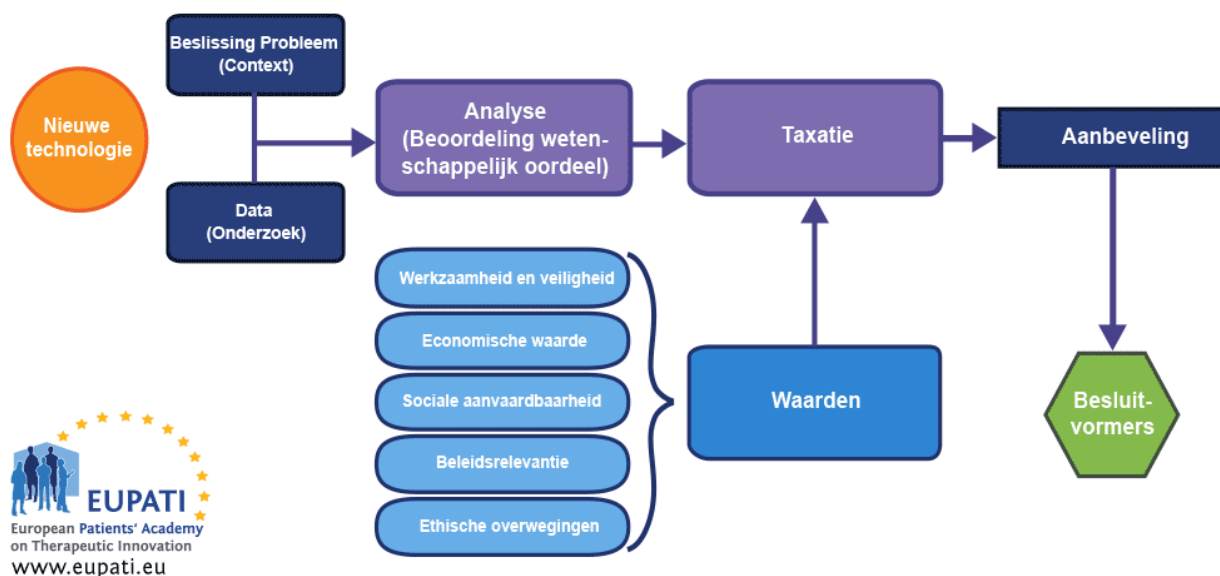 Nieuwe
technologie
Beslissing Probleem
(Context)
Data
(Onderzoek)
Analyse
(Beoordeling weten-
schappelijk oordeel)
Taxatie
Aanbeveling
Werkzaamheid en veiligheid
Economische waarde
Sociale aanvaardbaarheid
Beleidsrelevantie
Ethische overwegingen
Waarden
Besluit-
vormers
EUPATI
European Patients' Academy
on Therapeutic Innovation
www.eupati.eu